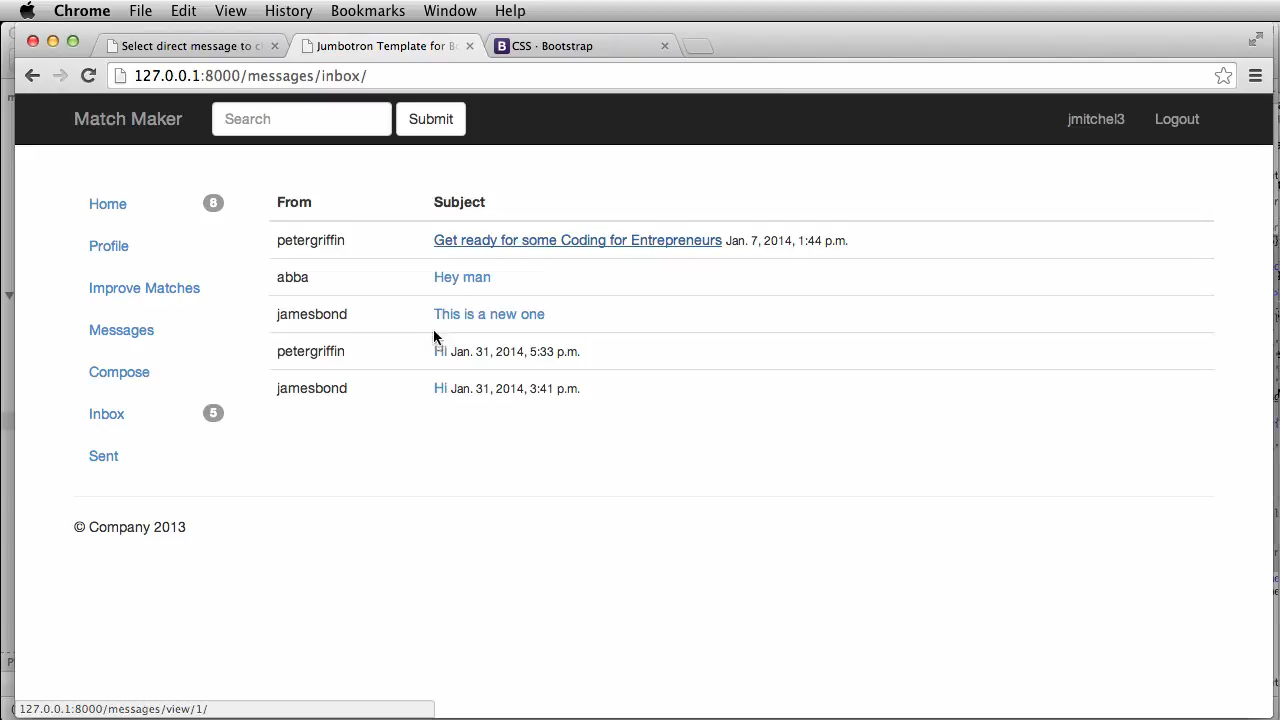 Chrome File Edit View History Bookmarks Window Help
Select direct message to c Jumbotron Template for Bo B CSS · Bootstrap
127.0.0.1:8000/messages/inbox/
Match Maker Search Submit jmitchel3 Logout
Home 8
Profile
Improve Matches
Messages
Compose
Inbox 5
Sent
From Subject
petergriffin Get ready for some Coding for Entrepreneurs Jan. 7, 2014, 1:44 p.m.
abba Hey man
jamesbond This is a new one
petergriffin Hi Jan. 31, 2014, 5:33 p.m.
jamesbond Hi Jan. 31, 2014, 3:41 p.m.
© Company 2013
127.0.0.1:8000/messages/view/1/